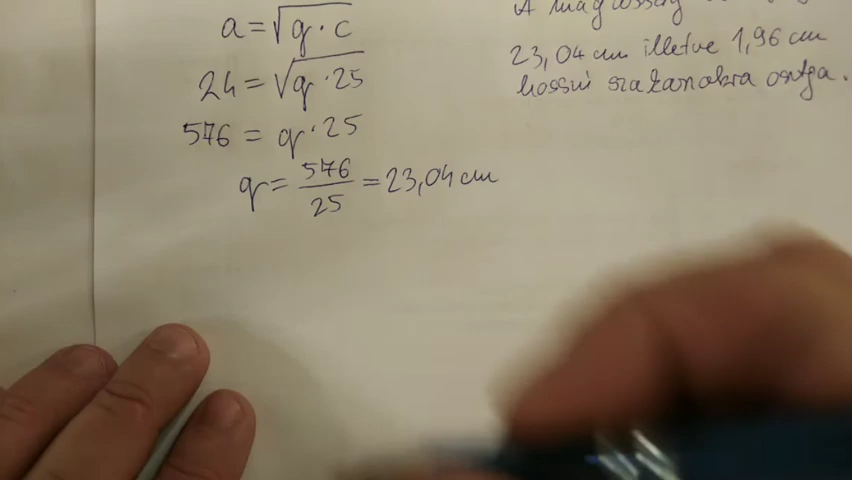 a = √q · c
24 = √q · 25
576 = q · 25
q = 576/25 = 23,04 cm
A magasság
23,04 cm illetve 1,96 cm
hosszú szakaszokra osztja.